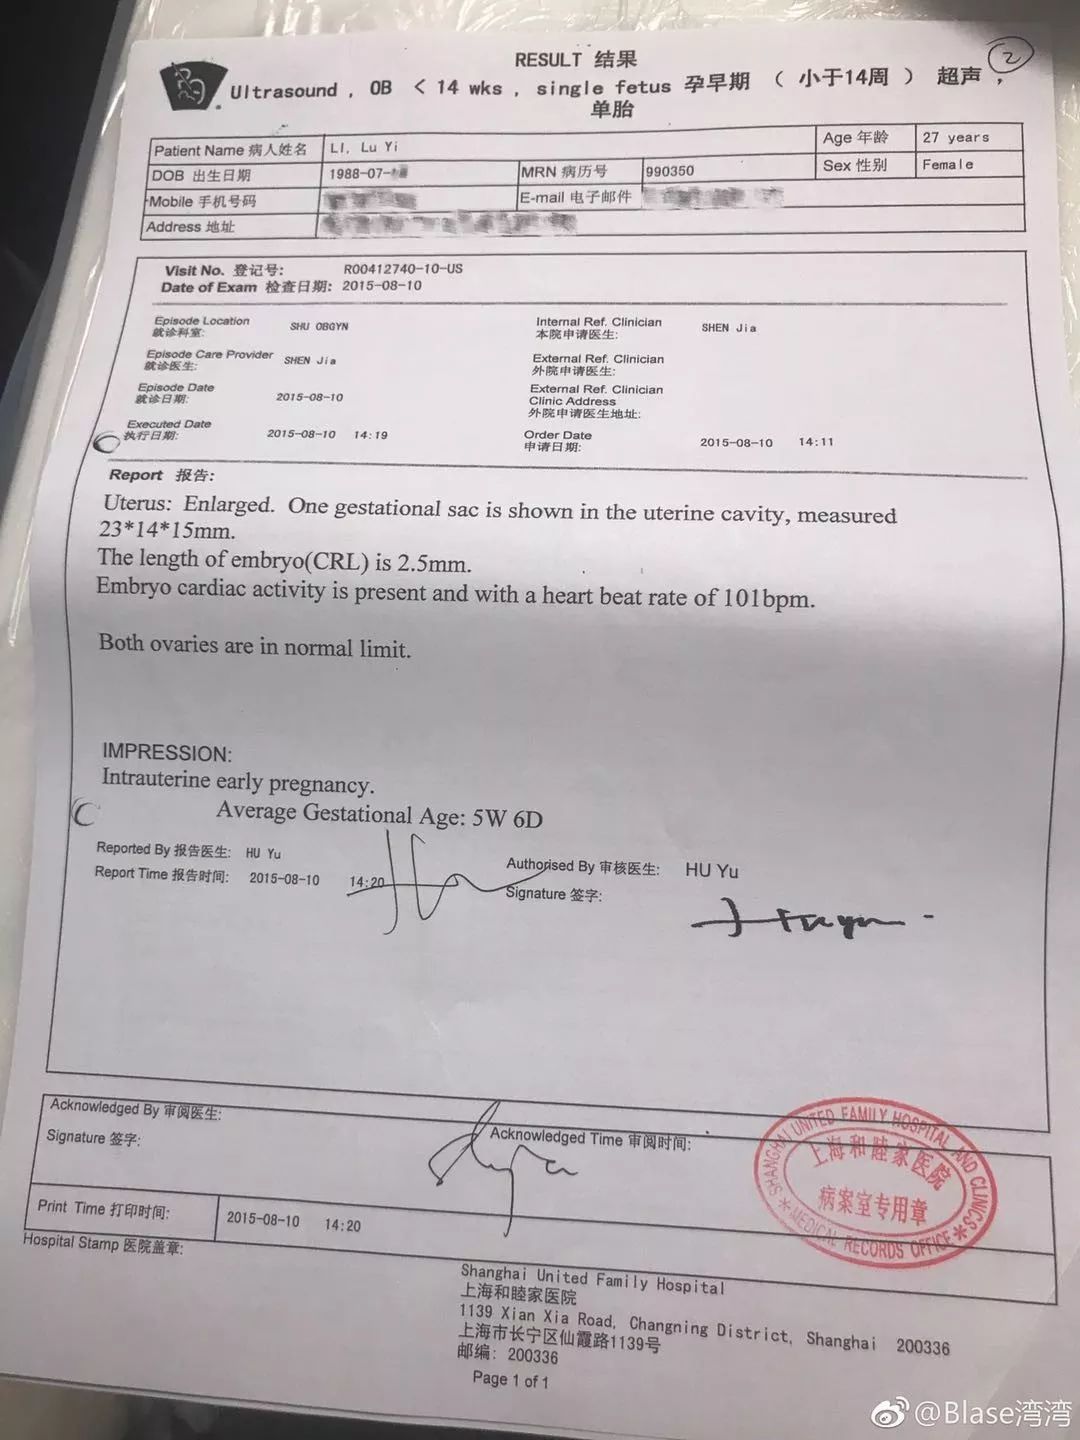 RESULT 结果
2
Ultrasound , OB < 14 wks , single fetus 孕早期 ( 小于14周 ) 超声 ,
单胎
Patient Name 病人姓名 LI, Lu Yi Age 年龄 27 years
DOB 出生日期 1988-07- MRN 病历号 990350 Sex 性别 Female
Mobile 手机号码 E-mail 电子邮件
Address 地址
Visit No. 登记号: R00412740-10-US
Date of Exam 检查日期: 2015-08-10
Episode Location SHU OBGYN Internal Ref. Clinician SHEN Jia
就诊科室: 本院申请医生:
Episode Care Provider SHEN Jia External Ref. Clinician
就诊医生: 外院申请医生:
Episode Date 2015-08-10 External Ref. Clinician
就诊日期: Clinic Address
外院申请医生地址:
Executed Date 2015-08-10 14:19 Order Date 2015-08-10 14:11
执行日期: 申请日期:
Report 报告:
Uterus: Enlarged. One gestational sac is shown in the uterine cavity, measured
23*14*15mm.
The length of embryo(CRL) is 2.5mm.
Embryo cardiac activity is present and with a heart beat rate of 101bpm.
Both ovaries are in normal limit.
IMPRESSION:
Intrauterine early pregnancy.
Average Gestational Age: 5W 6D
Reported By 报告医生: HU Yu Authorised By 审核医生: HU Yu
Report Time 报告时间: 2015-08-10 14:20 Signature 签字:
Acknowledged By 审阅医生: Acknowledged Time 审阅时间:
Signature 签字:
SHANGHAI UNITED FAMILY HOSPITAL AND CLINICS
上海和睦家医院
病案室专用章
MEDICAL RECORDS OFFICE
Print Time 打印时间: 2015-08-10 14:20
Hospital Stamp 医院盖章:
Shanghai United Family Hospital
上海和睦家医院
1139 Xian Xia Road, Changning District, Shanghai 200336
上海市长宁区仙霞路1139号
邮编: 200336
Page 1 of 1
@Blase湾湾